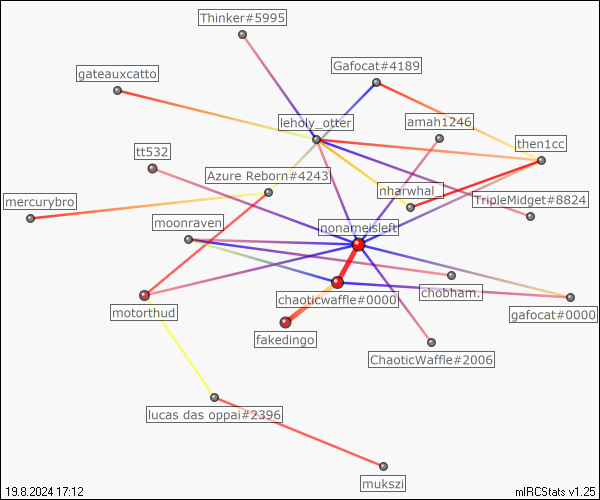 Thinker#5995
Gafocat#4189
gateauxcatto
leholy_otter
amah1246
then1cc
tt532
Azure Reborn#4243
nharwhal_
TripleMidget#8824
mercurybro
moonraven
nonameisleft
chaoticwaffle#0000
chobham.
gafocat#0000
motorthud
fakedingo
ChaoticWaffle#2006
lucas das oppai#2396
mukszi
19.8.2024 17:12
mIRCStats v1.25